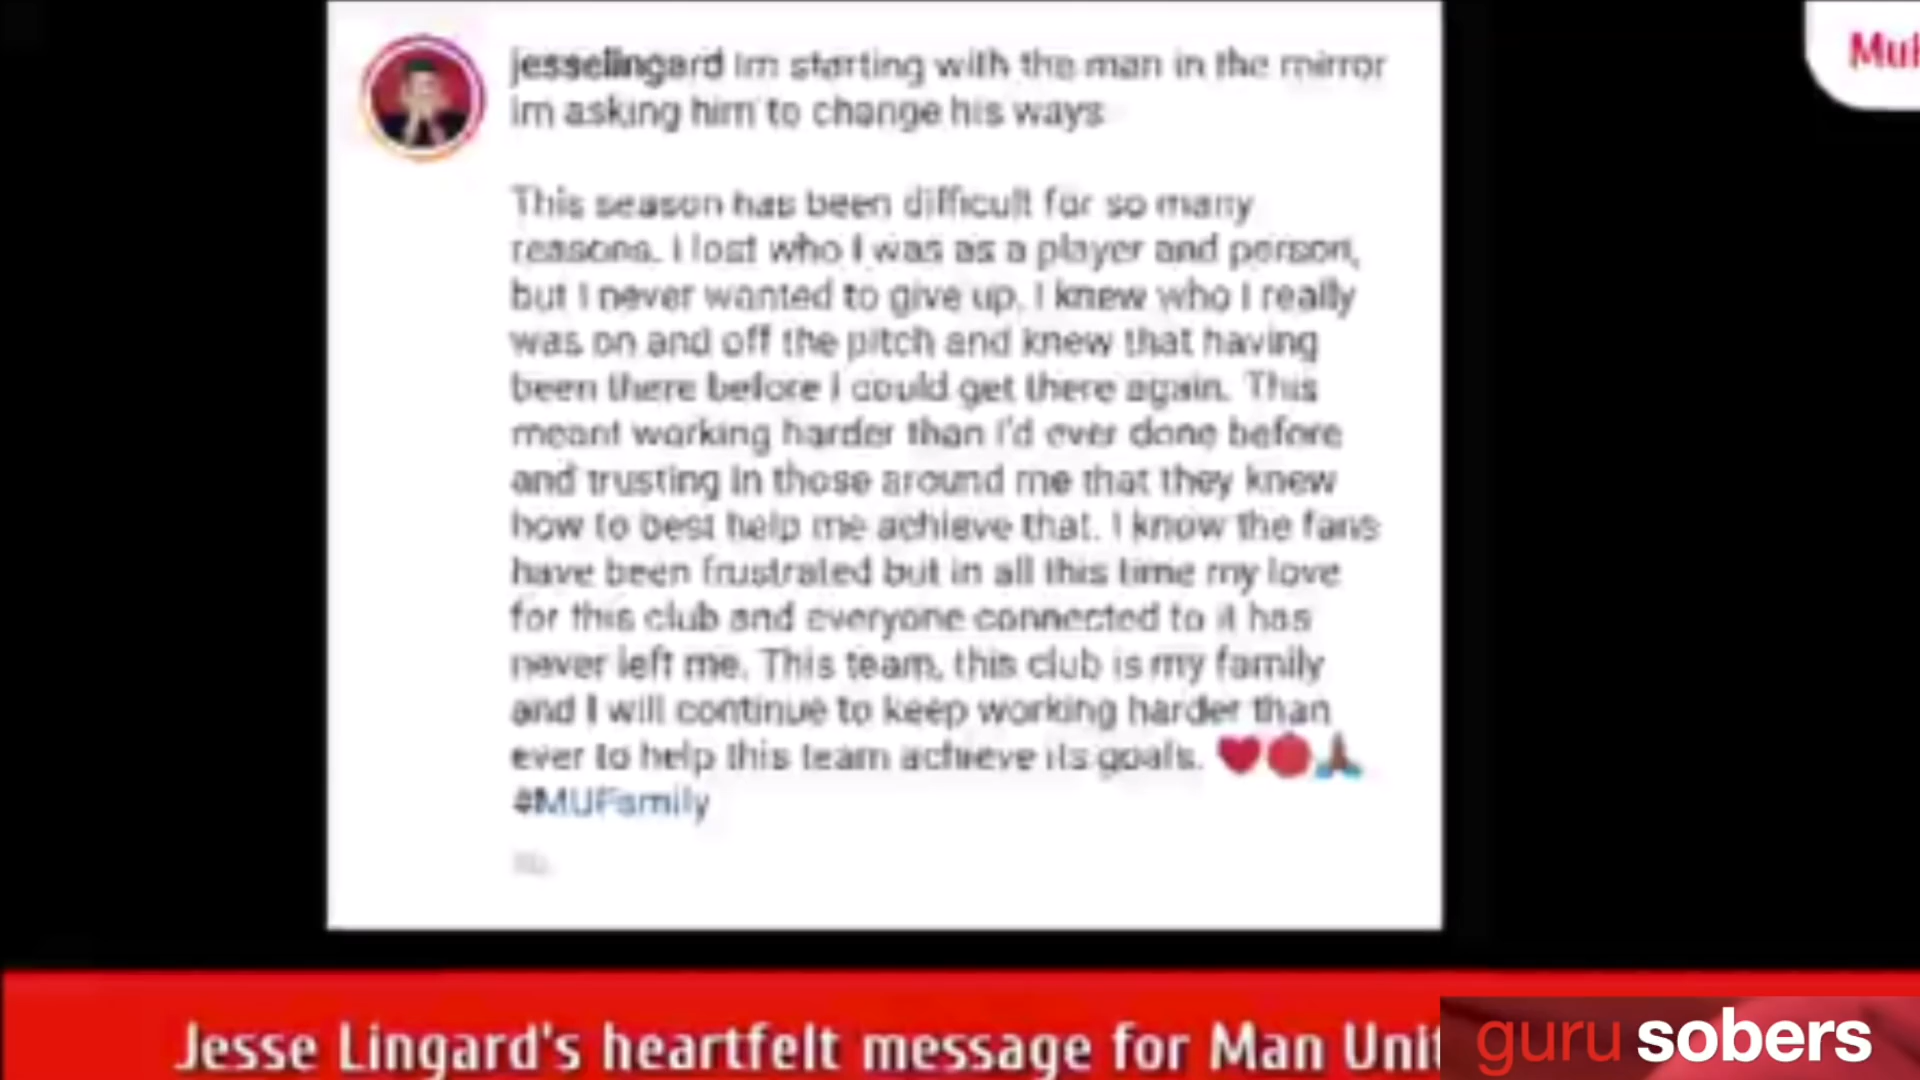 jesselingard Im starting with the man in the mirror
Im asking him to change his ways
This season has been difficult for so many
reasons. I lost who I was as a player and person,
but I never wanted to give up. I knew who I really
was on and off the pitch and knew that having
been there before I could get there again. This
meant working harder than I'd ever done before
and trusting in those around me that they knew
how to best help me achieve that. I know the fans
have been frustrated but in all this time my love
for this club and everyone connected to it has
never left me. This team, this club is my family
and I will continue to keep working harder than
ever to help this team achieve its goals. ❤️🔴🙏🏾
#MUFamily
Jesse Lingard's heartfelt message for Man Unit
guru sobers